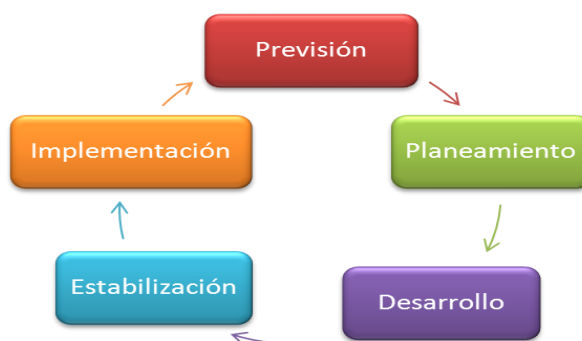 Previsión
Planeamiento
Desarrollo
Estabilización
Implementación